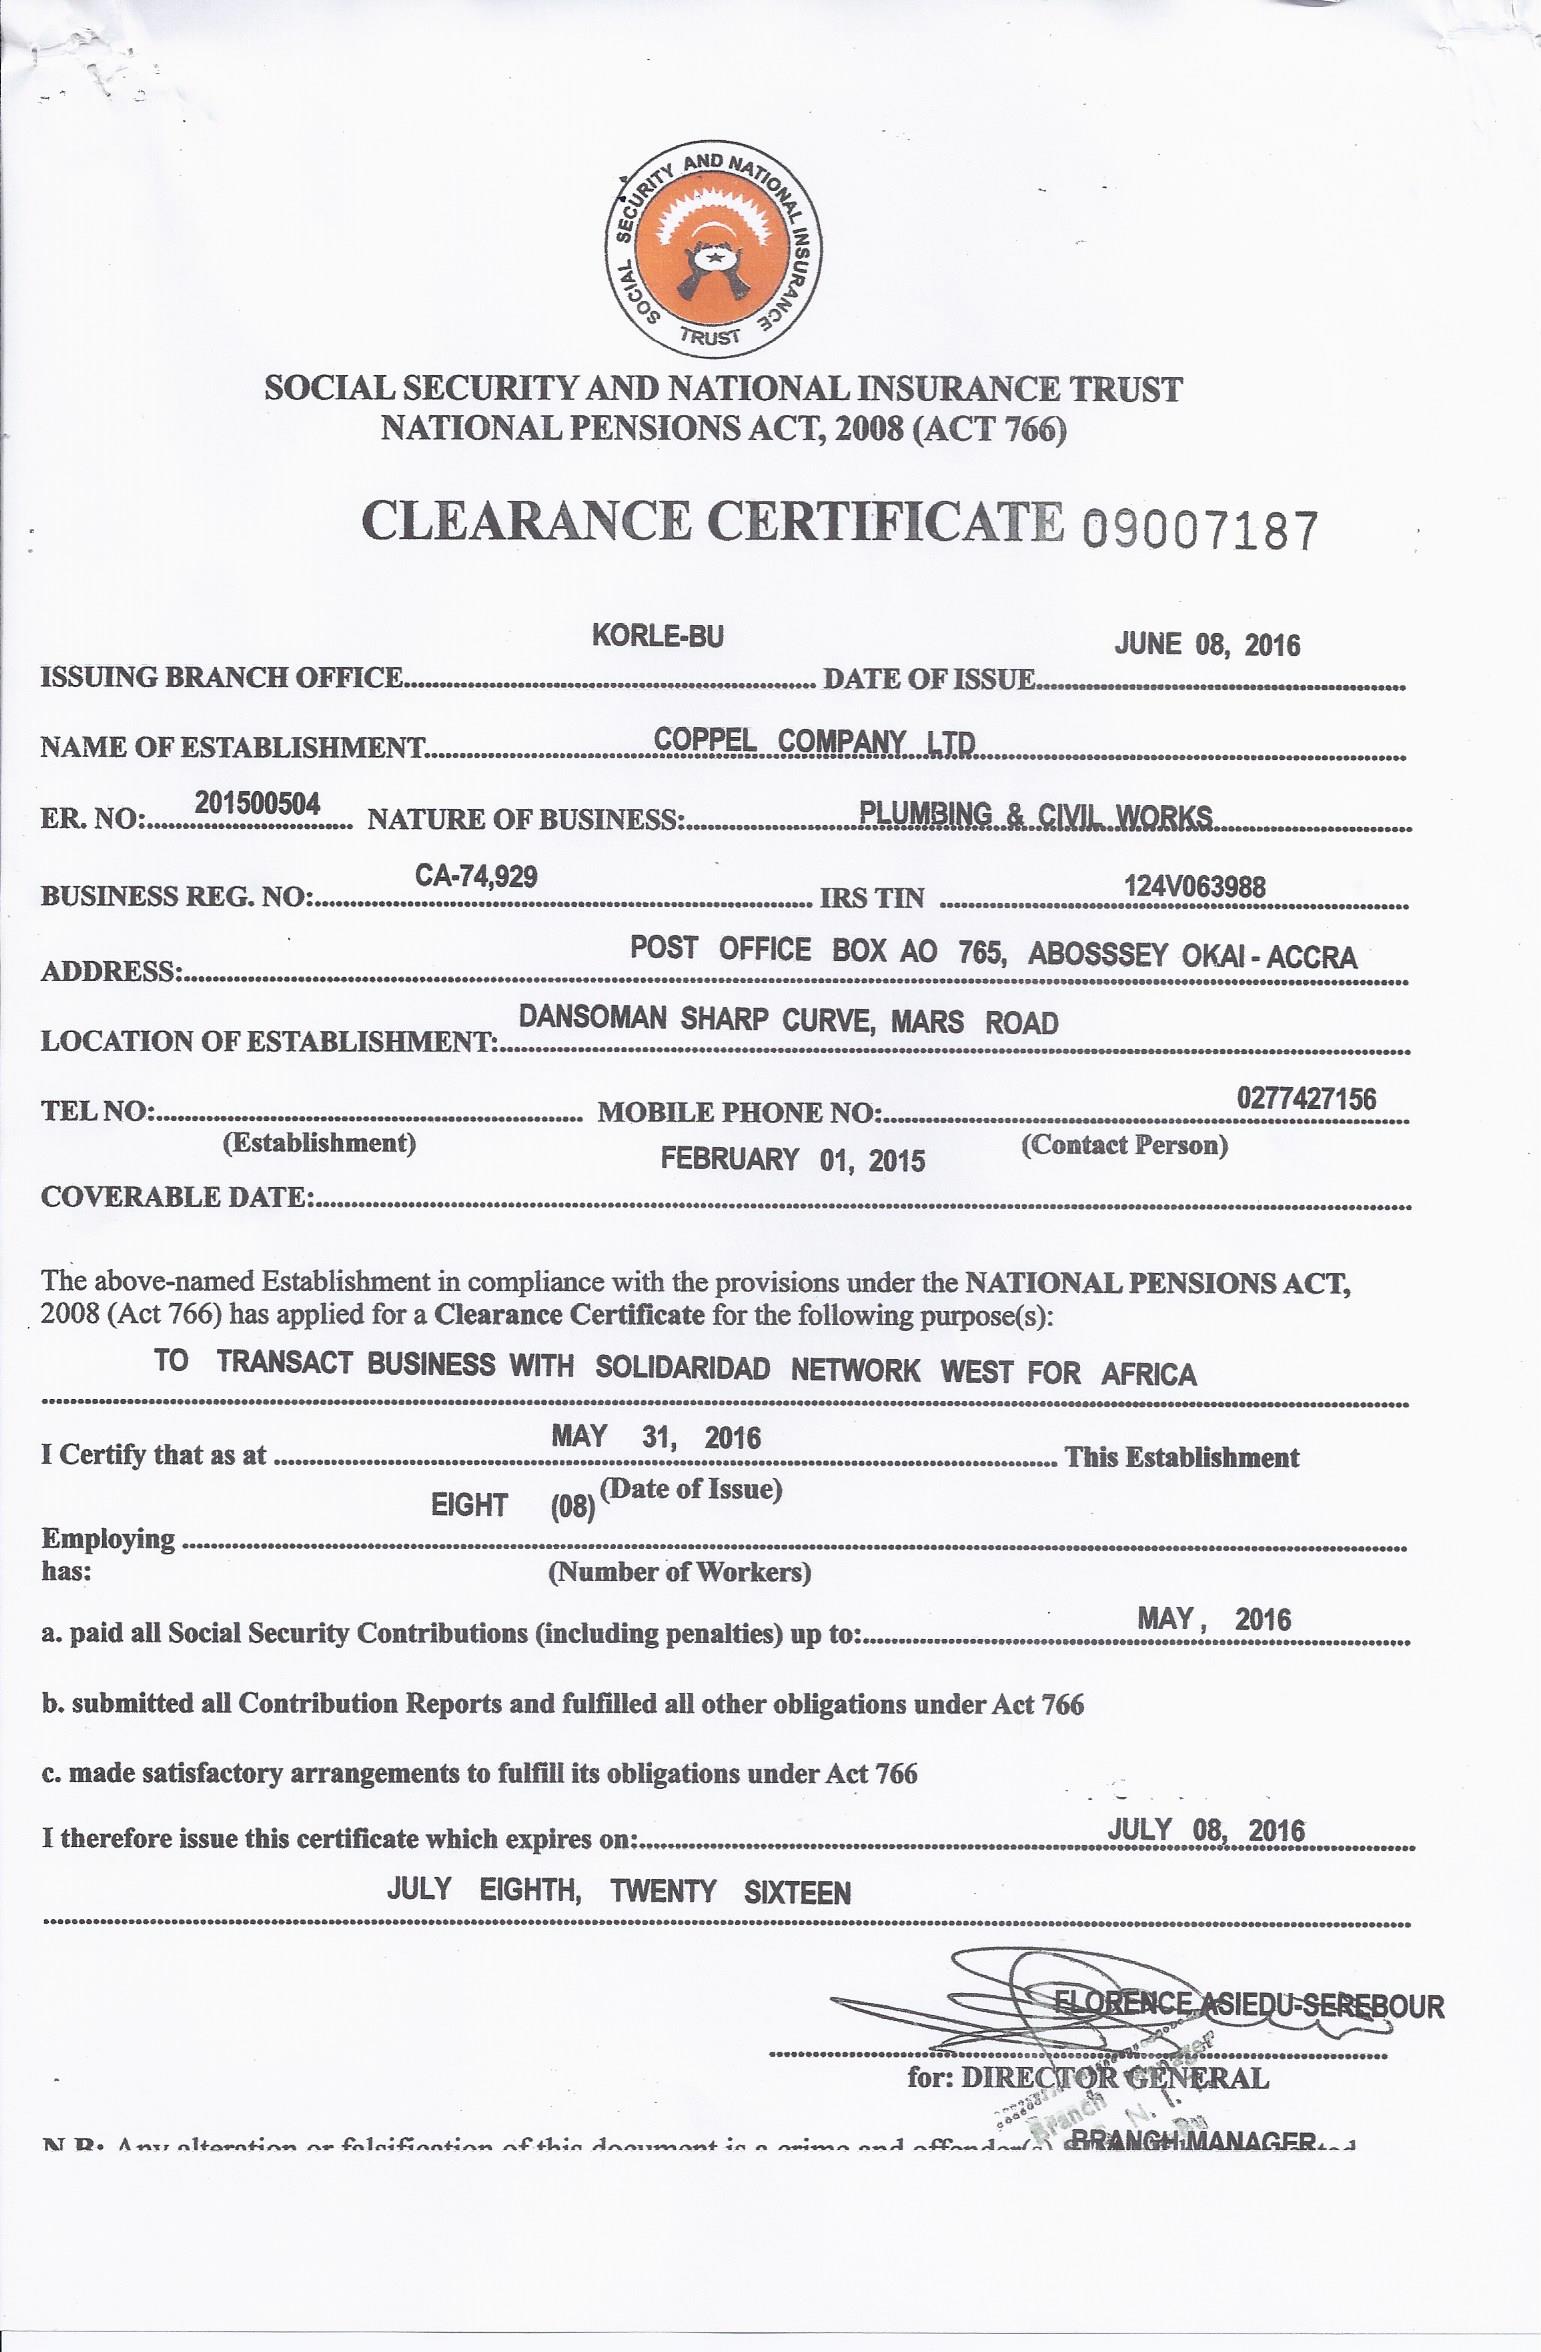 SOCIAL SECURITY AND NATIONAL INSURANCE TRUST
SOCIAL SECURITY AND NATIONAL INSURANCE TRUST
NATIONAL PENSIONS ACT, 2008 (ACT 766)
CLEARANCE CERTIFICATE 09007187
ISSUING BRANCH OFFICE KORLE-BU DATE OF ISSUE JUNE 08, 2016
NAME OF ESTABLISHMENT COPPEL COMPANY LTD
ER. NO: 201500504 NATURE OF BUSINESS: PLUMBING & CIVIL WORKS
BUSINESS REG. NO: CA-74,929 IRS TIN 124V063988
ADDRESS: POST OFFICE BOX AO 765, ABOSSSEY OKAI - ACCRA
LOCATION OF ESTABLISHMENT: DANSOMAN SHARP CURVE, MARS ROAD
TEL NO: MOBILE PHONE NO: 0277427156
(Establishment) (Contact Person)
COVERABLE DATE: FEBRUARY 01, 2015
The above-named Establishment in compliance with the provisions under the NATIONAL PENSIONS ACT,
2008 (Act 766) has applied for a Clearance Certificate for the following purpose(s):
TO TRANSACT BUSINESS WITH SOLIDARIDAD NETWORK WEST FOR AFRICA
I Certify that as at MAY 31, 2016 This Establishment
(Date of Issue)
Employing EIGHT (08)
has: (Number of Workers)
a. paid all Social Security Contributions (including penalties) up to: MAY, 2016
b. submitted all Contribution Reports and fulfilled all other obligations under Act 766
c. made satisfactory arrangements to fulfill its obligations under Act 766
I therefore issue this certificate which expires on: JULY 08, 2016
JULY EIGHTH, TWENTY SIXTEEN
FLORENCE ASIEDU-SEREBOUR
for: DIRECTOR GENERAL
Branch Manager
N.B: Any alteration or falsification of this document is a crime and offender(s)
BRANCH MANAGER